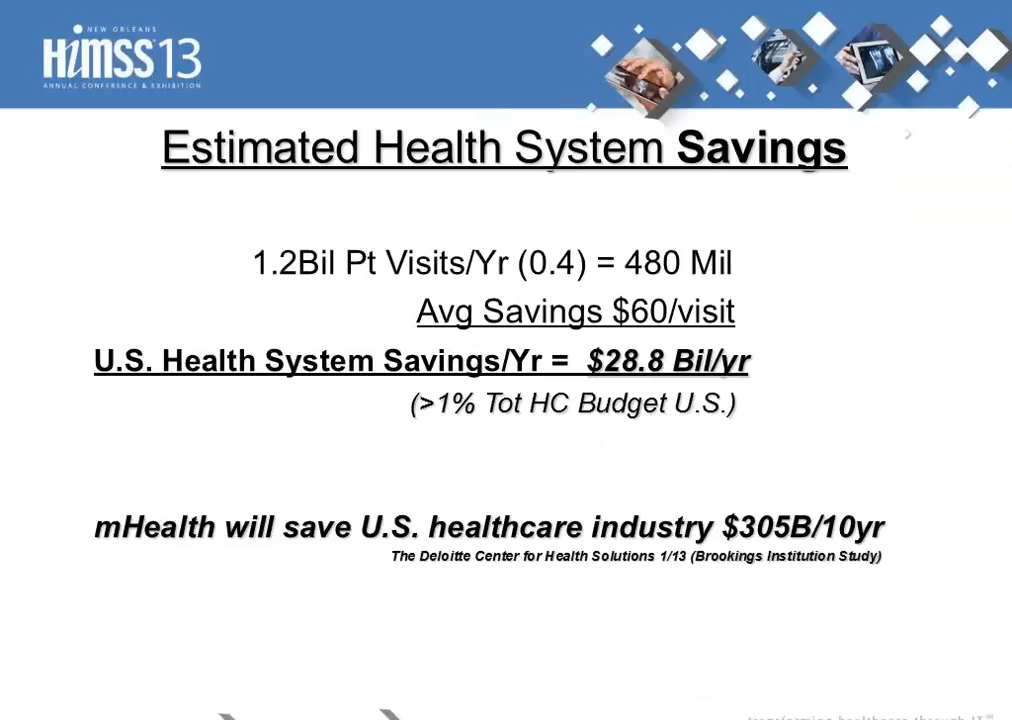 NEW ORLEANS
HiMSS 13
ANNUAL CONFERENCE & EXHIBITION
Estimated Health System Savings
1.2Bil Pt Visits/Yr (0.4) = 480 Mil
Avg Savings $60/visit
U.S. Health System Savings/Yr = $28.8 Bil/yr
(>1% Tot HC Budget U.S.)
mHealth will save U.S. healthcare industry $305B/10yr
The Deloitte Center for Health Solutions 1/13 (Brookings Institution Study)